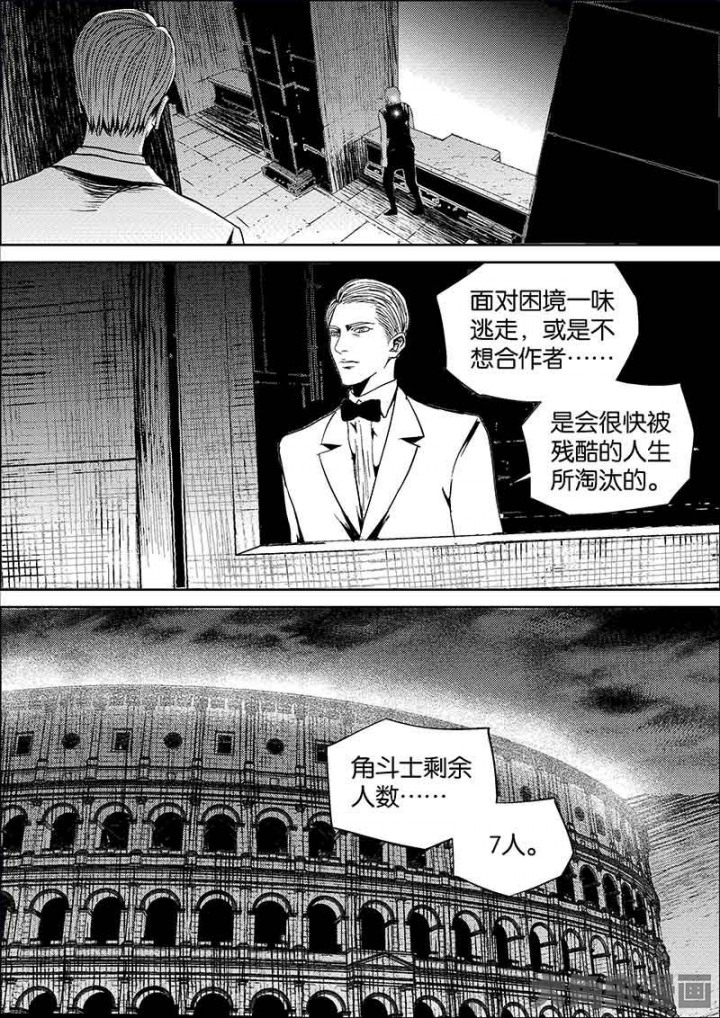 面对困境一味
逃走，或是不
想合作者……
是会很快被
残酷的人生
所淘汰的。
角斗士剩余
人数……
7人。